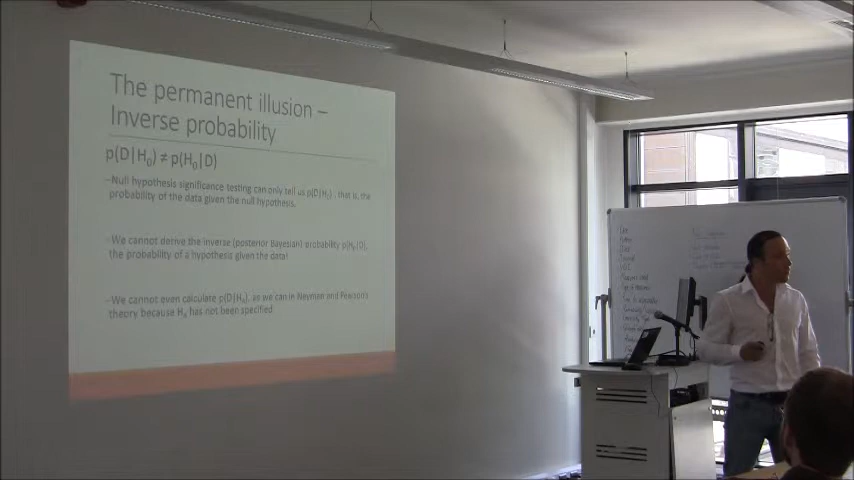 The permanent illusion –
Inverse probability
p(D|H₀) ≠ p(H₀|D)
–Null hypothesis significance testing can only tell us p(D|H₀), that is, the
probability of the data given the null hypothesis.
–We cannot derive the inverse (posterior Bayesian) probability p(H₀|D),
the probability of a hypothesis given the data!
–We cannot even calculate p(D|Hₐ), as we can in Neyman and Pearson's
theory because Hₐ has not been specified